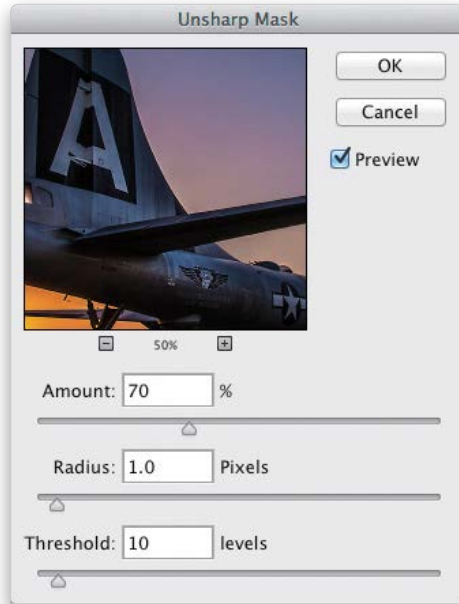 Unsharp Mask
OK
Cancel
Preview
A
50%
Amount: 70 %
Radius: 1.0 Pixels
Threshold: 10 levels